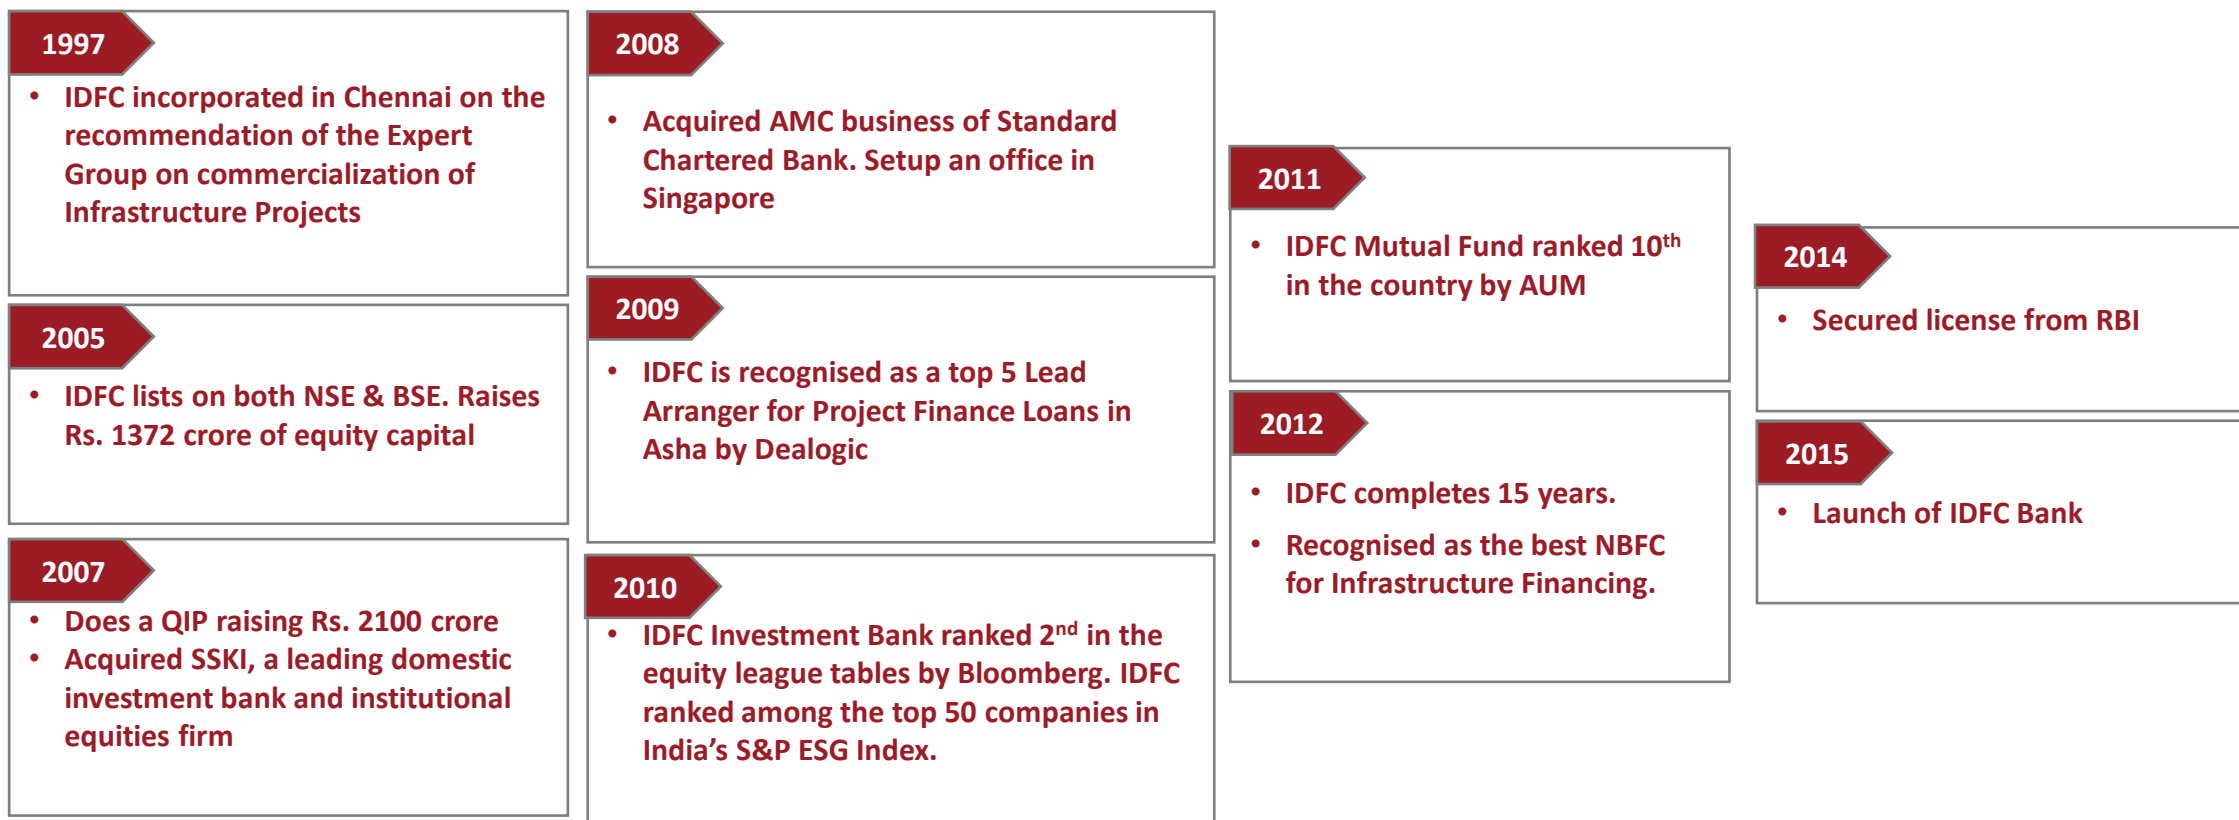 1997
• IDFC incorporated in Chennai on the
recommendation of the Expert
Group on commercialization of
Infrastructure Projects
2005
• IDFC lists on both NSE & BSE. Raises
Rs. 1372 crore of equity capital
2007
• Does a QIP raising Rs. 2100 crore
• Acquired SSKI, a leading domestic
investment bank and institutional
equities firm
2008
• Acquired AMC business of Standard
Chartered Bank. Setup an office in
Singapore
2009
• IDFC is recognised as a top 5 Lead
Arranger for Project Finance Loans in
Asha by Dealogic
2010
• IDFC Investment Bank ranked 2nd in the
equity league tables by Bloomberg. IDFC
ranked among the top 50 companies in
India’s S&P ESG Index.
2011
• IDFC Mutual Fund ranked 10th
in the country by AUM
2012
• IDFC completes 15 years.
• Recognised as the best NBFC
for Infrastructure Financing.
2014
• Secured license from RBI
2015
• Launch of IDFC Bank